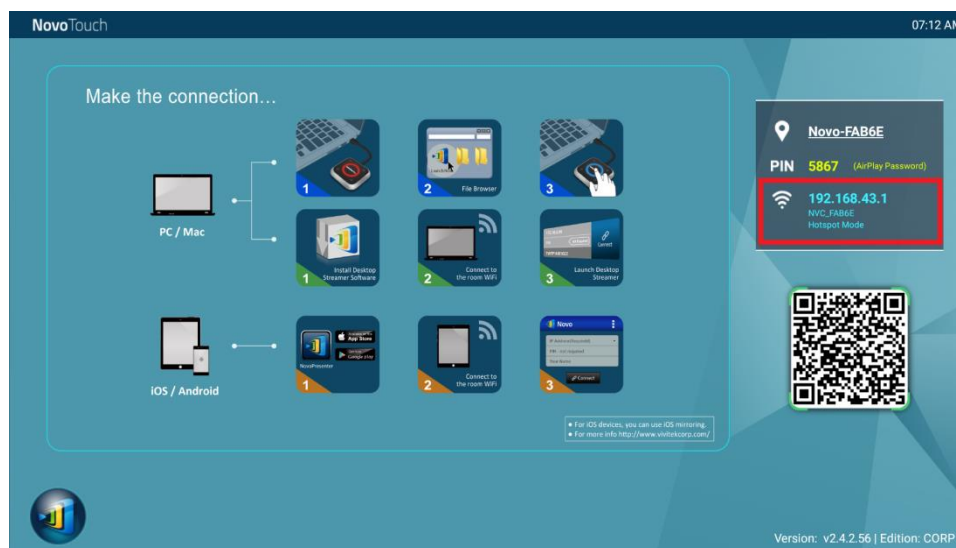 NovoTouch
07:12 AM
Make the connection...
Novo-FAB6E
PIN 5867 (AirPlay Password)
192.168.43.1
NVC_FAB6E
Hotspot Mode
PC / Mac
1
2 File Browser
3
1 Install Desktop
Streamer Software
2 Connect to
the room WiFi
3 Launch Desktop
Streamer
Connect
iOS / Android
App Store
Google play
NovoPresenter
1
2 Connect to
the room WiFi
Novo
Your Name
Connect
3
• For iOS devices, you can use iOS mirroring.
• For more info http://www.vivitekcorp.com/
Version: v2.4.2.56 | Edition: CORP